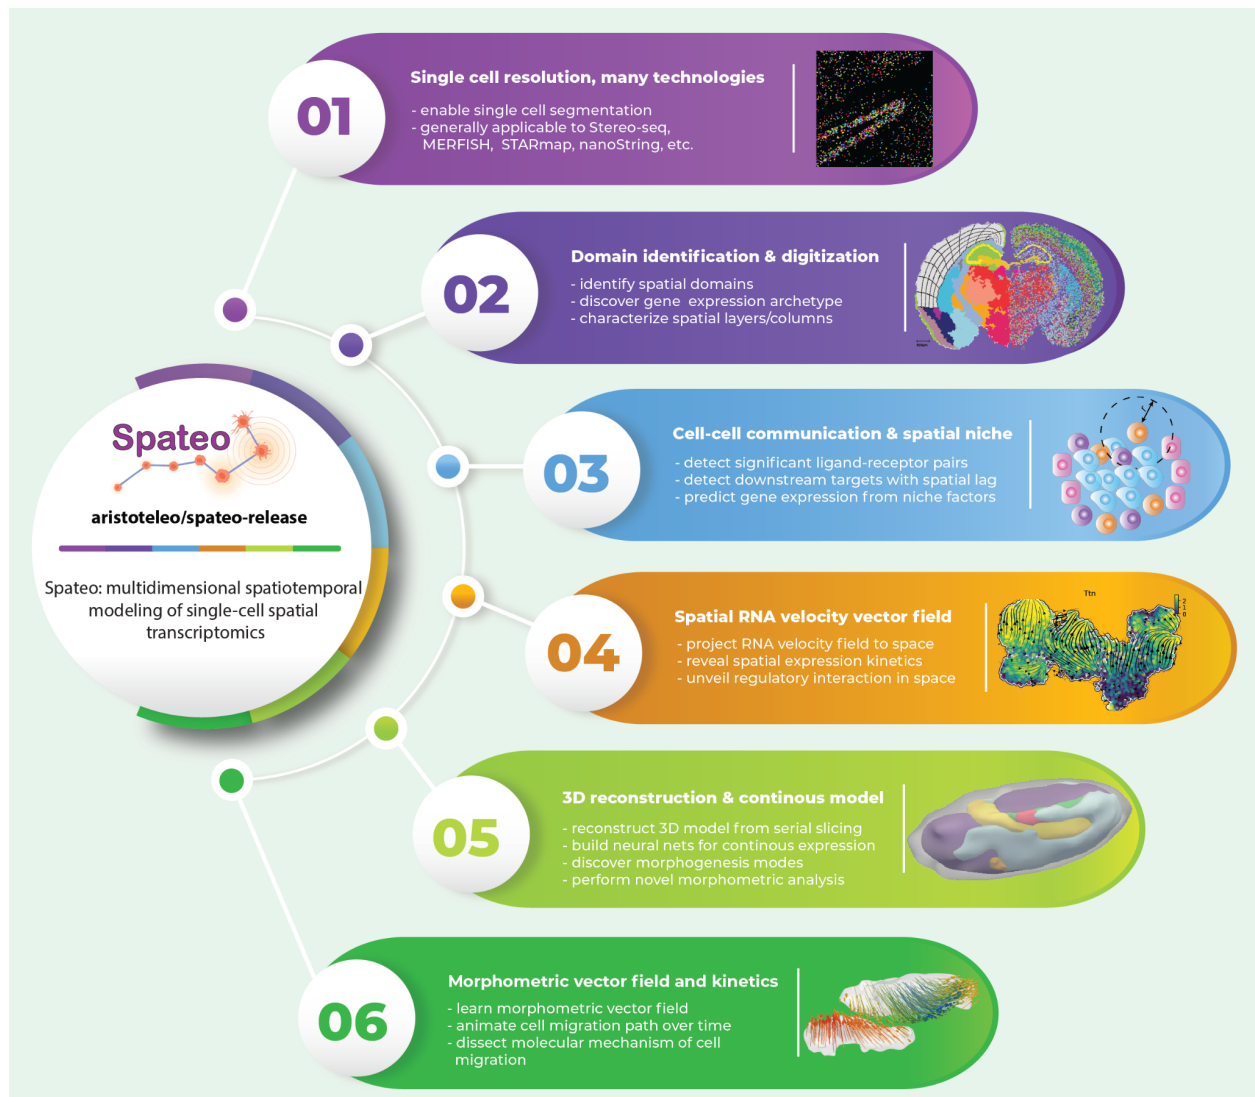 01
Single cell resolution, many technologies
- enable single cell segmentation
- generally applicable to Stereo-seq,
MERFISH, STARmap, nanoString, etc.
02
Domain identification & digitization
- identify spatial domains
- discover gene expression archetype
- characterize spatial layers/columns
Spateo
aristoteleo/spateo-release
Spateo: multidimensional spatiotemporal
modeling of single-cell spatial
transcriptomics
03
Cell-cell communication & spatial niche
- detect significant ligand-receptor pairs
- detect downstream targets with spatial lag
- predict gene expression from niche factors
04
Spatial RNA velocity vector field
- project RNA velocity field to space
- reveal spatial expression kinetics
- unveil regulatory interaction in space
Ttn
2
1
0
05
3D reconstruction & continous model
- reconstruct 3D model from serial slicing
- build neural nets for continous expression
- discover morphogenesis modes
- perform novel morphometric analysis
06
Morphometric vector field and kinetics
- learn morphometric vector field
- animate cell migration path over time
- dissect molecular mechanism of cell
migration